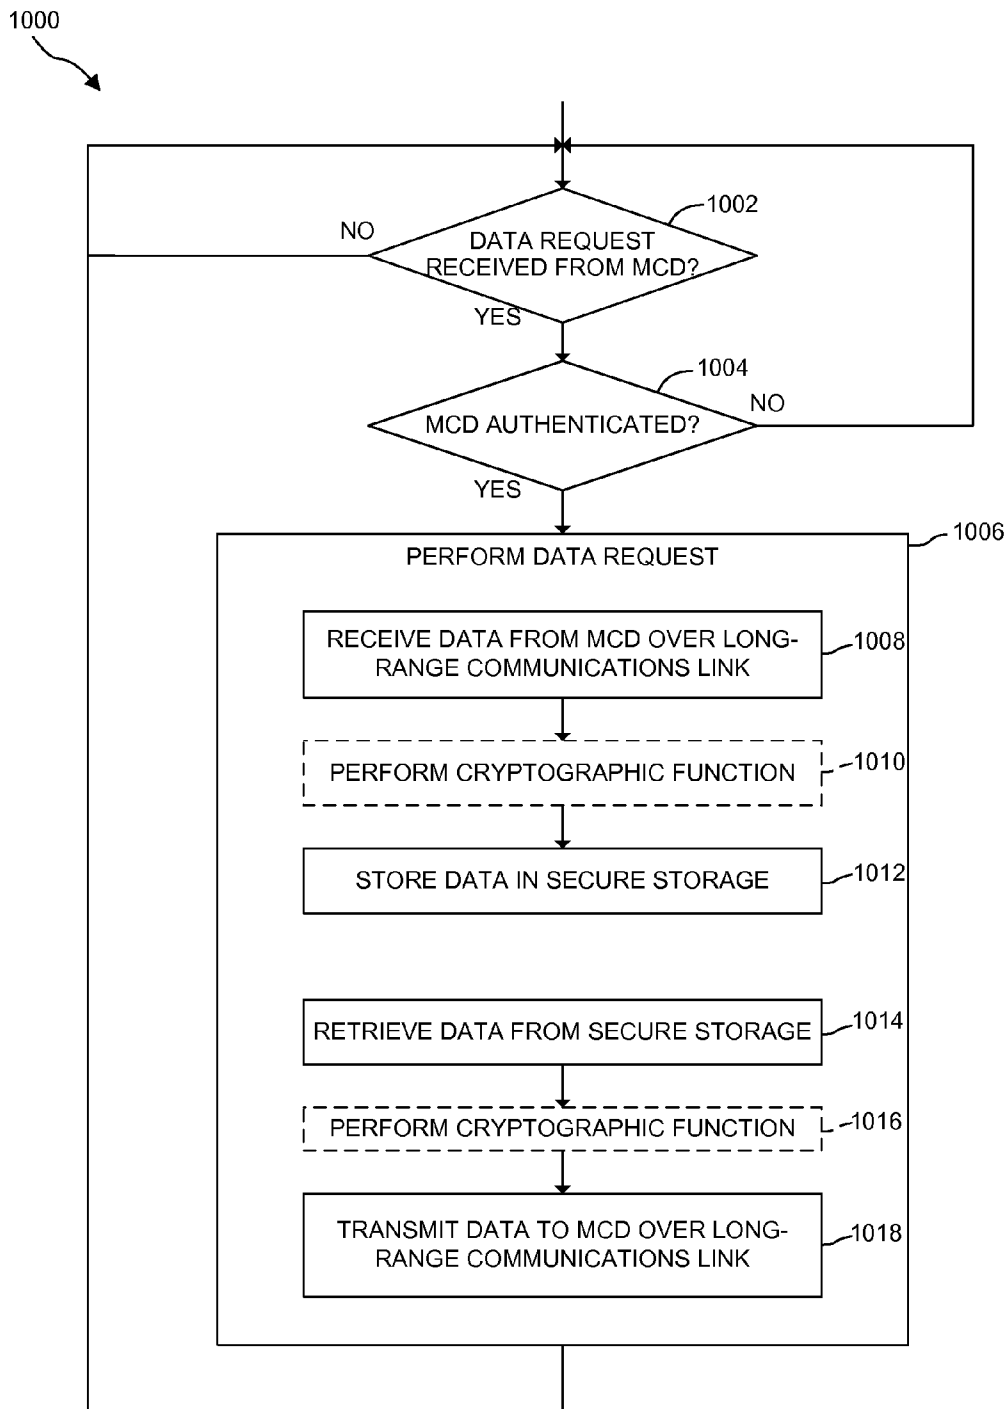 1000
1002
NO
DATA REQUEST
RECEIVED FROM MCD?
YES
1004
NO
MCD AUTHENTICATED?
YES
1006
PERFORM DATA REQUEST
RECEIVE DATA FROM MCD OVER LONG-
RANGE COMMUNICATIONS LINK
1008
PERFORM CRYPTOGRAPHIC FUNCTION
1010
STORE DATA IN SECURE STORAGE
1012
RETRIEVE DATA FROM SECURE STORAGE
1014
PERFORM CRYPTOGRAPHIC FUNCTION
1016
TRANSMIT DATA TO MCD OVER LONG-
RANGE COMMUNICATIONS LINK
1018